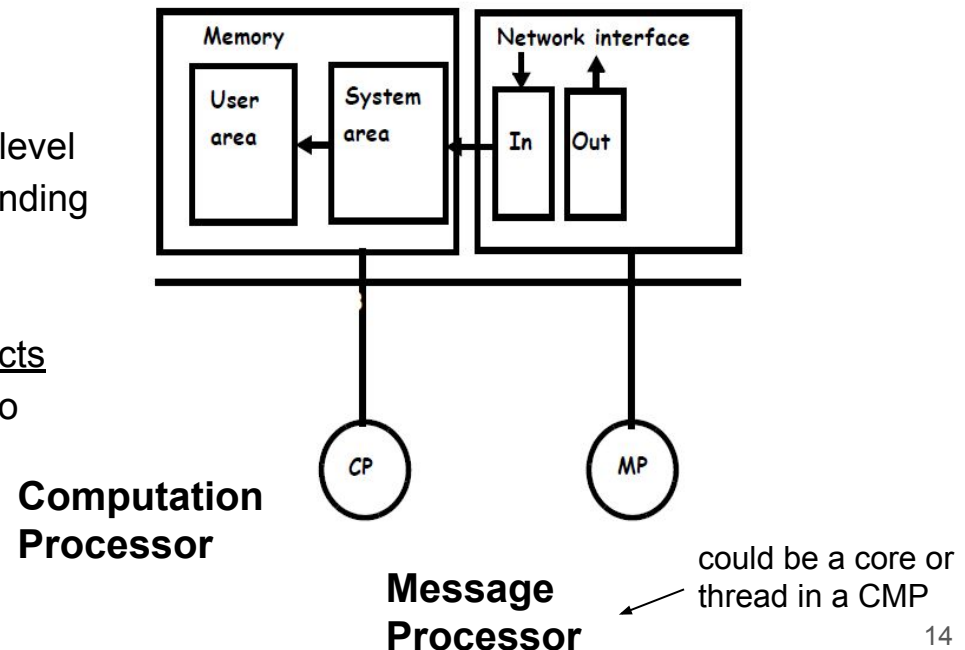 Memory
Network interface
User
area
System
area
In
Out
level
nding
cts
o
CP
MP
Computation
Processor
Message
Processor
could be a core or
thread in a CMP
14